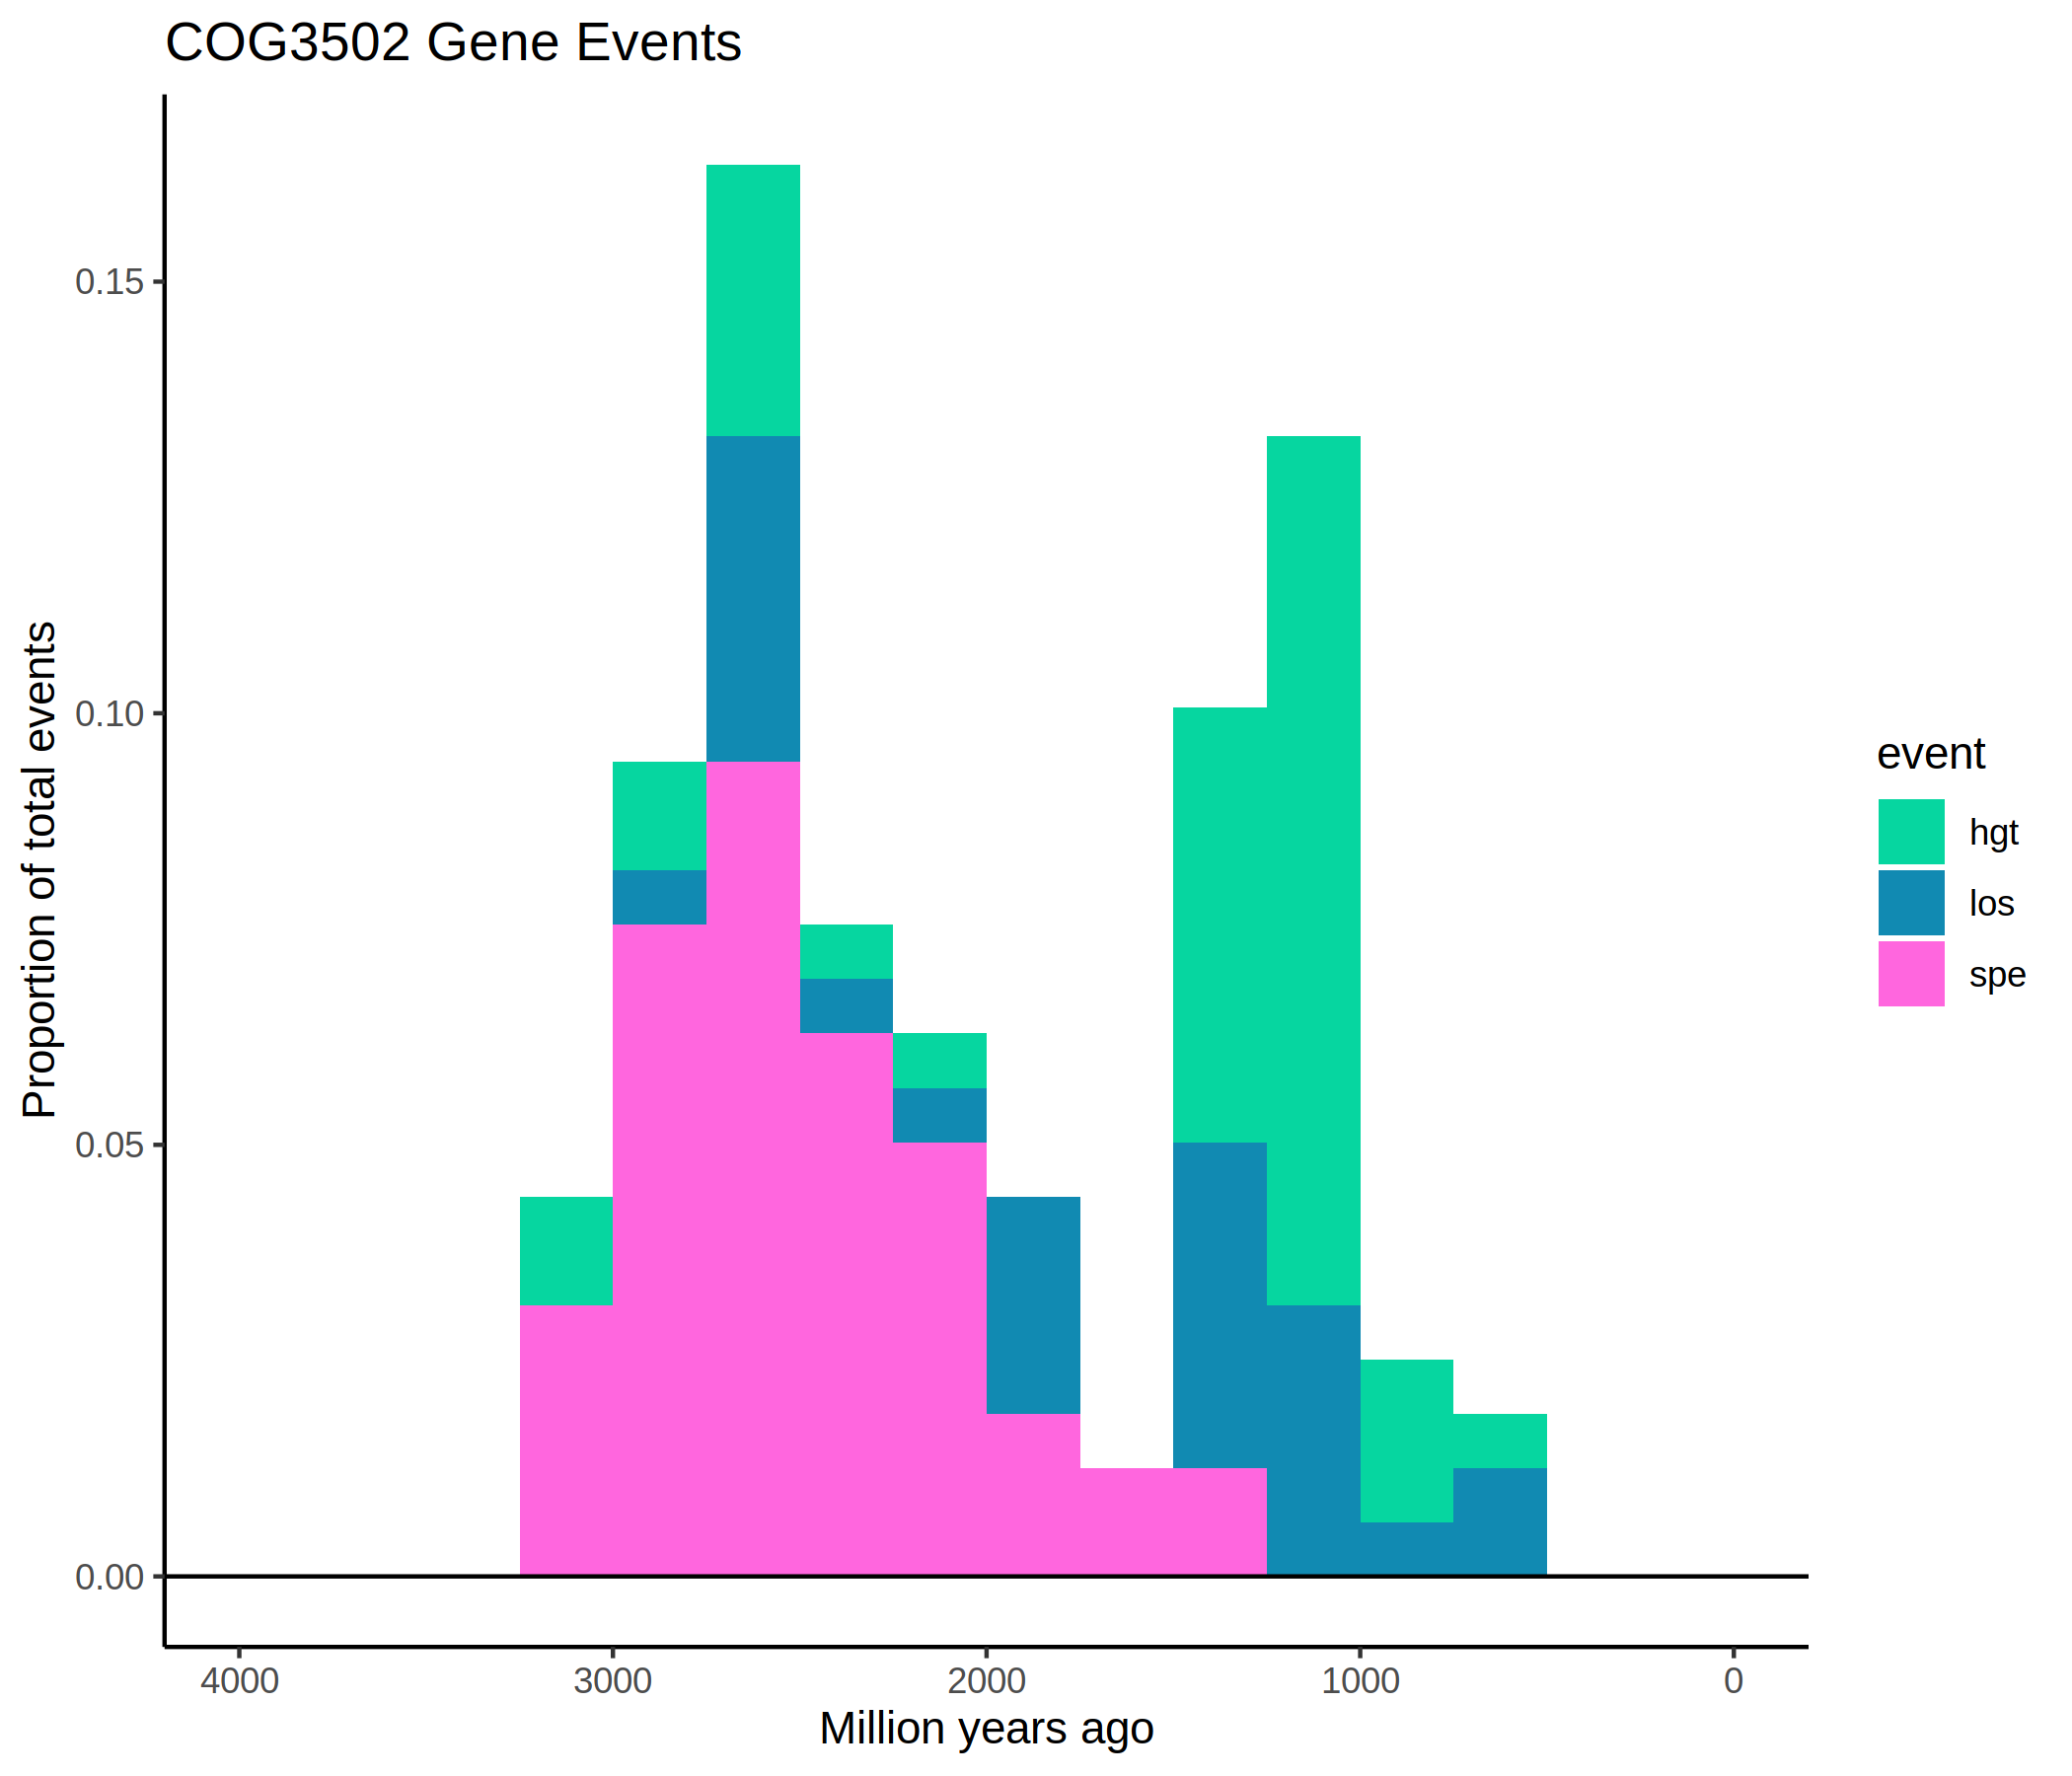 COG3502 Gene Events
Proportion of total events
0.15
0.10
0.05
0.00
4000 3000 2000 1000 0
Million years ago
event
hgt
los
spe